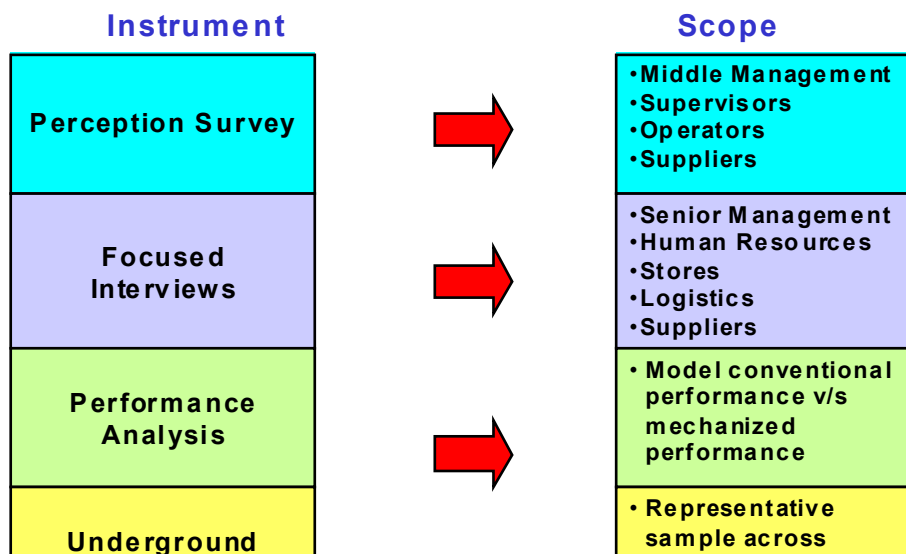 Instrument
Scope
Perception Survey
•Middle Management
•Supervisors
•Operators
•Suppliers
Focused
Interviews
•Senior Management
•Human Resources
•Stores
•Logistics
•Suppliers
Performance
Analysis
• Model conventional
performance v/s
mechanized
performance
Underground
• Representative
sample across